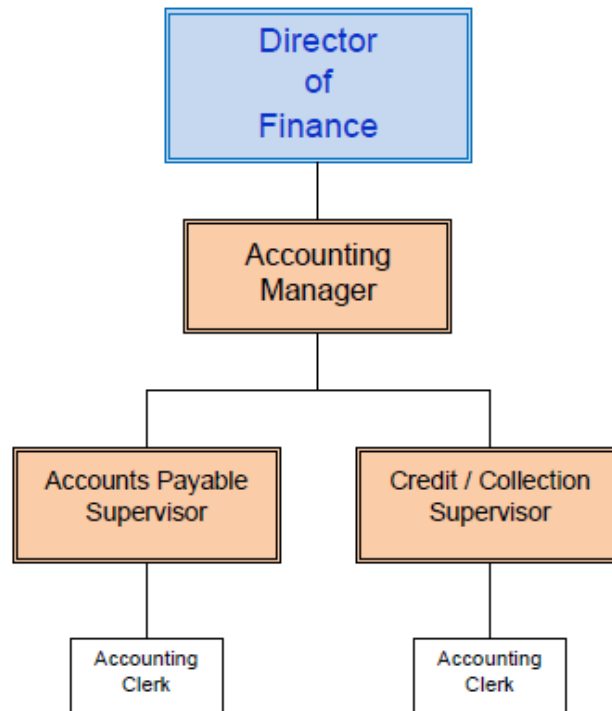 Director
of
Finance
Accounting
Manager
Accounts Payable
Supervisor
Credit / Collection
Supervisor
Accounting
Clerk
Accounting
Clerk